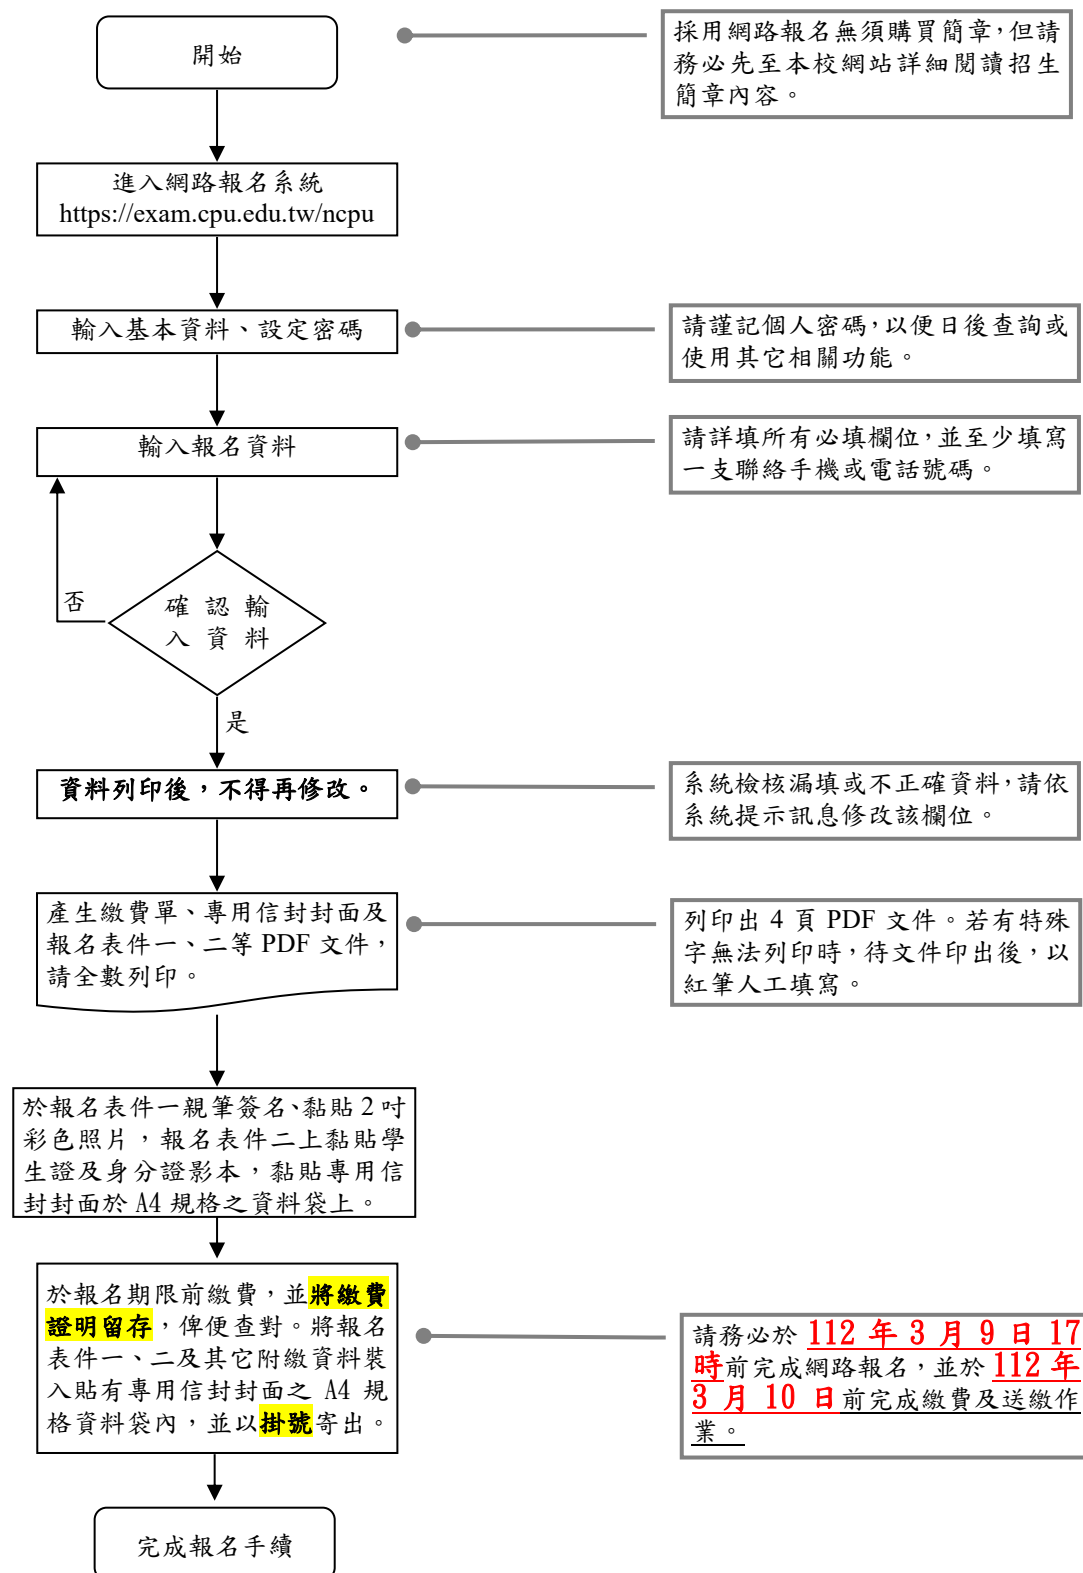 開始
採用網路報名無須購買簡章，但請
務必先至本校網站詳細閱讀招生
簡章內容。
進入網路報名系統
https://exam.cpu.edu.tw/ncpu
輸入基本資料、設定密碼
請謹記個人密碼，以便日後查詢或
使用其它相關功能。
輸入報名資料
請詳填所有必填欄位，並至少填寫
一支聯絡手機或電話號碼。
否
確認輸
入資料
是
資料列印後，不得再修改。
系統檢核漏填或不正確資料，請依
系統提示訊息修改該欄位。
產生繳費單、專用信封封面及
報名表件一、二等 PDF 文件，
請全數列印。
列印出 4 頁 PDF 文件。若有特殊
字無法列印時，待文件印出後，以
紅筆人工填寫。
於報名表件一親筆簽名、黏貼 2 吋
彩色照片，報名表件二上黏貼學
生證及身分證影本，黏貼專用信
封封面於 A4 規格之資料袋上。
於報名期限前繳費，並將繳費
證明留存，俾便查對。將報名
表件一、二及其它附繳資料裝
入貼有專用信封封面之 A4 規
格資料袋內，並以掛號寄出。
請務必於 112 年 3 月 9 日 17
時前完成網路報名，並於 112 年
3 月 10 日前完成繳費及送繳作
業。
完成報名手續